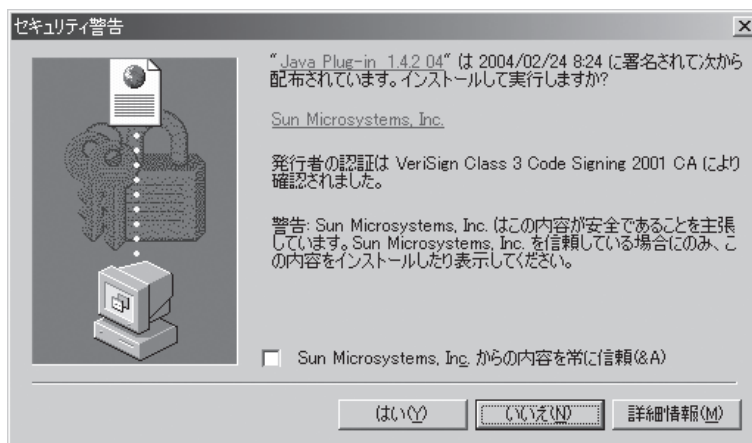 セキュリティ警告
"Java Plug-in 1.4.2 04" は 2004/02/24 8:24 に署名されて次から
配布されています。インストールして実行しますか?
Sun Microsystems, Inc.
発行者の認証は VeriSign Class 3 Code Signing 2001 CA により
確認されました。
警告: Sun Microsystems, Inc. はこの内容が安全であることを主張
しています。Sun Microsystems, Inc. を信頼している場合にのみ、こ
の内容をインストールしたり表示してください。
Sun Microsystems, Inc. からの内容を常に信頼(&A)
はい(Y)
いいえ(N)
詳細情報(M)